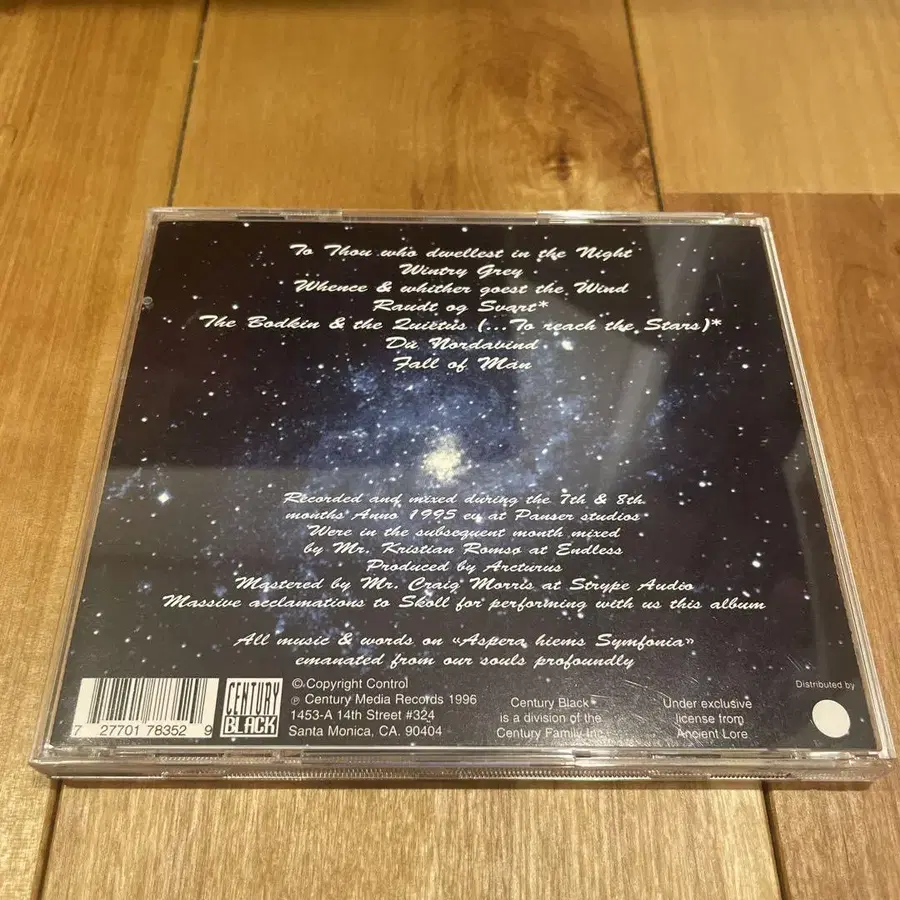 To Thou who dwellest in the Night
Wintry Grey
Whence & whither goest the Wind
Raudt og Svart*
The Bodkin & the Quietus (...To reach the Stars)*
Du Nordavind
Fall of Man
Recorded and mixed during the 7th & 8th
months Anno 1995 ev at Panser studios
Were in the subsequent month mixed
by Mr. Kristian Romsø at Endless
Produced by Arcturus
Mastered by Mr. Craig Morris at Strype Audio
Massive acclamations to Skoll for performing with us this album
All music & words on «Aspera hiems Symfonia»
emanated from our souls profoundly
7 27701 78352 9
CENTURY
BLACK
© Copyright Control
℗ Century Media Records 1996
1453-A 14th Street #324
Santa Monica, CA. 90404
Century Black
is a division of the
Century Family Inc.
Under exclusive
license from
Ancient Lore
Distributed by